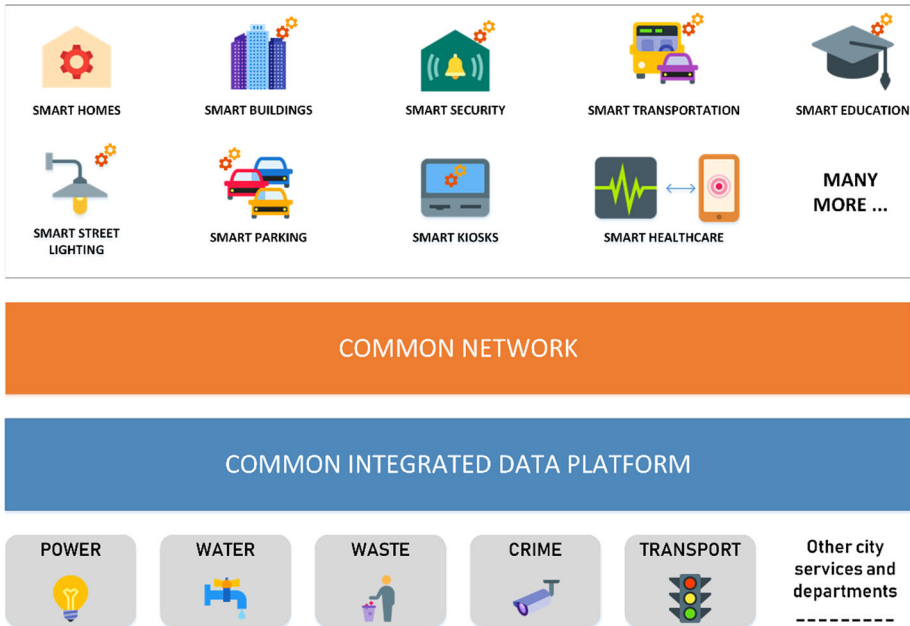 SMART HOMES
SMART BUILDINGS
SMART SECURITY
SMART TRANSPORTATION
SMART EDUCATION
SMART STREET
LIGHTING
SMART PARKING
SMART KIOSKS
SMART HEALTHCARE
MANY
MORE ...
COMMON NETWORK
COMMON INTEGRATED DATA PLATFORM
POWER
WATER
WASTE
CRIME
TRANSPORT
Other city
services and
departments
---------